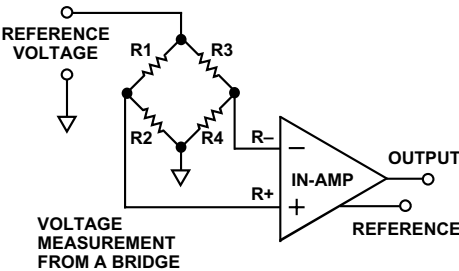 REFERENCE
VOLTAGE
R1
R3
R2
R4
R–
–
IN-AMP
OUTPUT
R+
+
REFERENCE
VOLTAGE
MEASUREMENT
FROM A BRIDGE